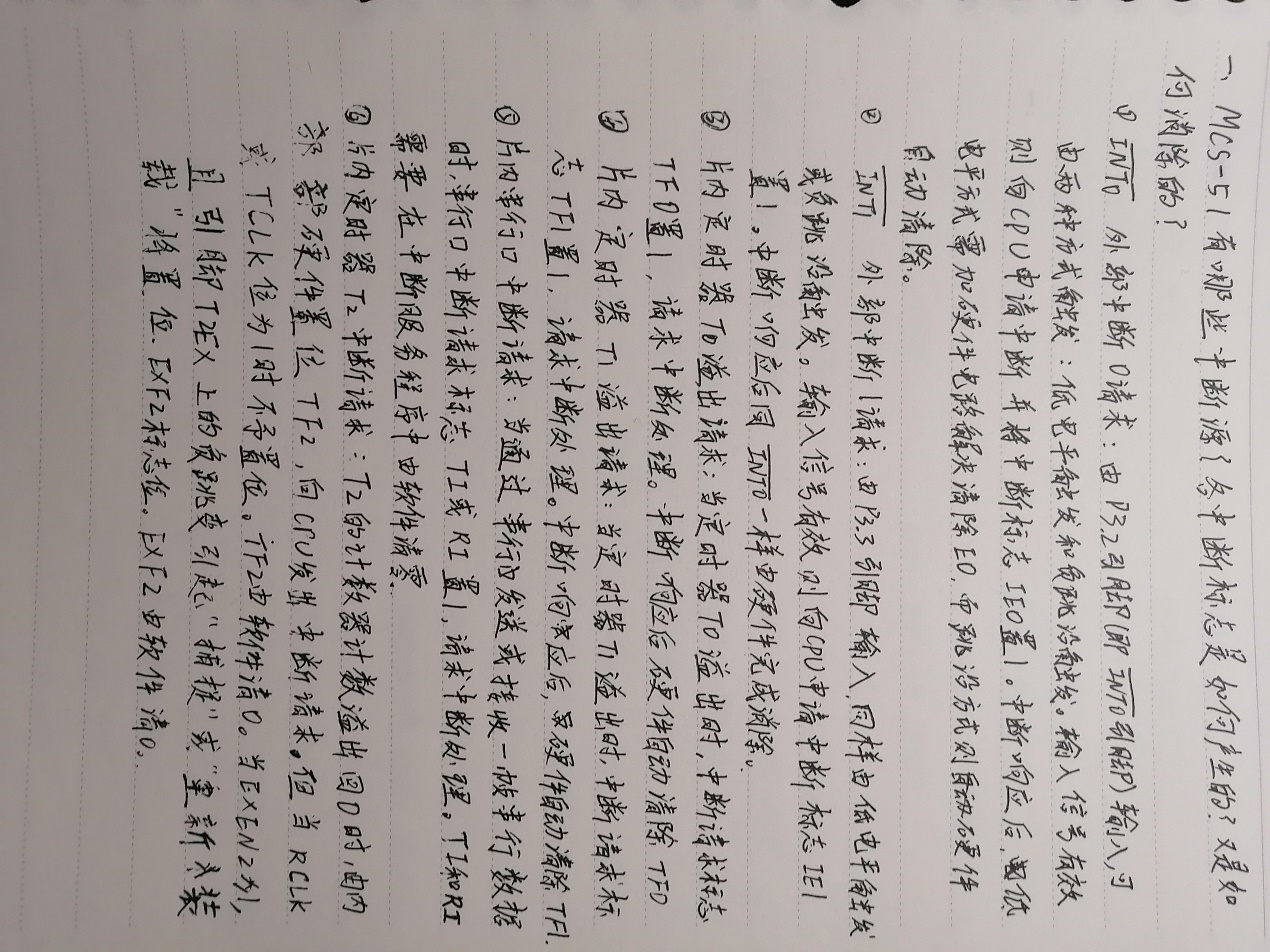 一、MCS-51有哪些中断源？各中断标志是如何产生的？又是如
何消除的？
① INT0 外部中断0请求：由P3.2引脚(即INT0引脚)输入，可
由两种方式触发：低电平触发和负跳沿触发。输入信号有效
则向CPU申请中断并将中断标志IE0置1。中断响应后，低
电平方式需加硬件电路解决清除IE0，而跳沿方式则自动硬件
自动清除。
② INT1 外部中断1请求：由P3.3引脚输入，同样由低电平触发
或负跳沿触发。输入信号有效则向CPU申请中断标志IE1
置1。中断响应后同INT0一样由硬件完成消除。
③ 片内定时器T0溢出请求：当定时器T0溢出时，中断请求标志
TF0置1，请求中断处理。中断响应后硬件自动清除TF0
④ 片内定时器T1溢出请求：当定时器T1溢出时，中断请求标
志TF1置1，请求中断处理。中断响应后，由硬件自动清除TF1.
⑤ 片内串行口中断请求：当通过串行口发送或接收一帧串行数据
时，串行口中断请求标志TI或RI置1，请求中断处理。TI和RI
需要在中断服务程序中由软件清零。
⑥ 片内定时器T2中断请求：T2的计数器计数溢出回0时，由内
部硬件置位TF2，向CPU发出中断请求。但当RCLK
或TCLK位为1时不予置位。TF2由软件清0。当EXEN2为1，
且引脚T2EX上的负跳变引起“捕捉”或“重新装
载”将置位EXF2标志位。EXF2由软件清0.